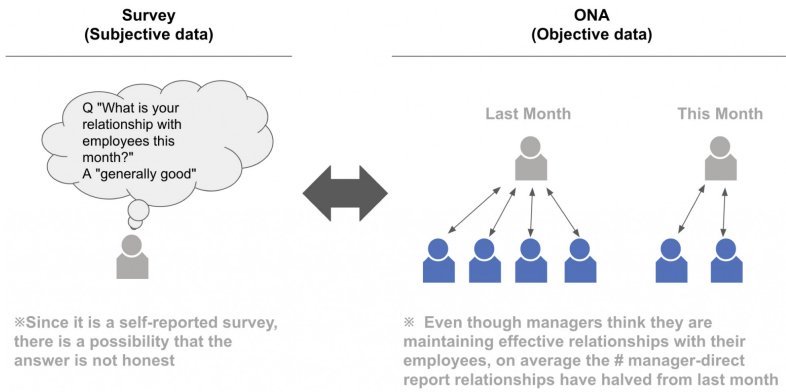 Survey
(Subjective data)
ONA
(Objective data)
Q "What is your
relationship with
employees this
month?"
A "generally good"
Last Month
This Month
※Since it is a self-reported survey,
there is a possibility that the
answer is not honest
※ Even though managers think they are
maintaining effective relationships with their
employees, on average the # manager-direct
report relationships have halved from last month